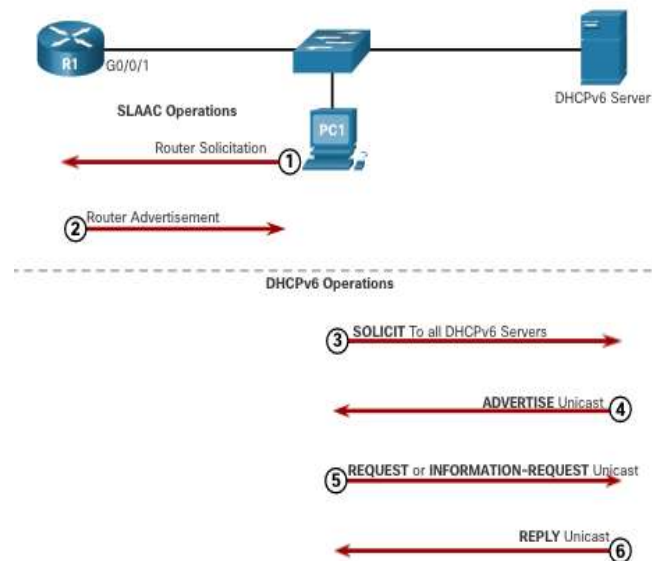 R1
G0/0/1
DHCPv6 Server
SLAAC Operations
PC1
Router Solicitation
1
Router Advertisement
2
DHCPv6 Operations
3
SOLICIT To all DHCPv6 Servers
ADVERTISE Unicast
4
5
REQUEST or INFORMATION-REQUEST Unicast
REPLY Unicast
6